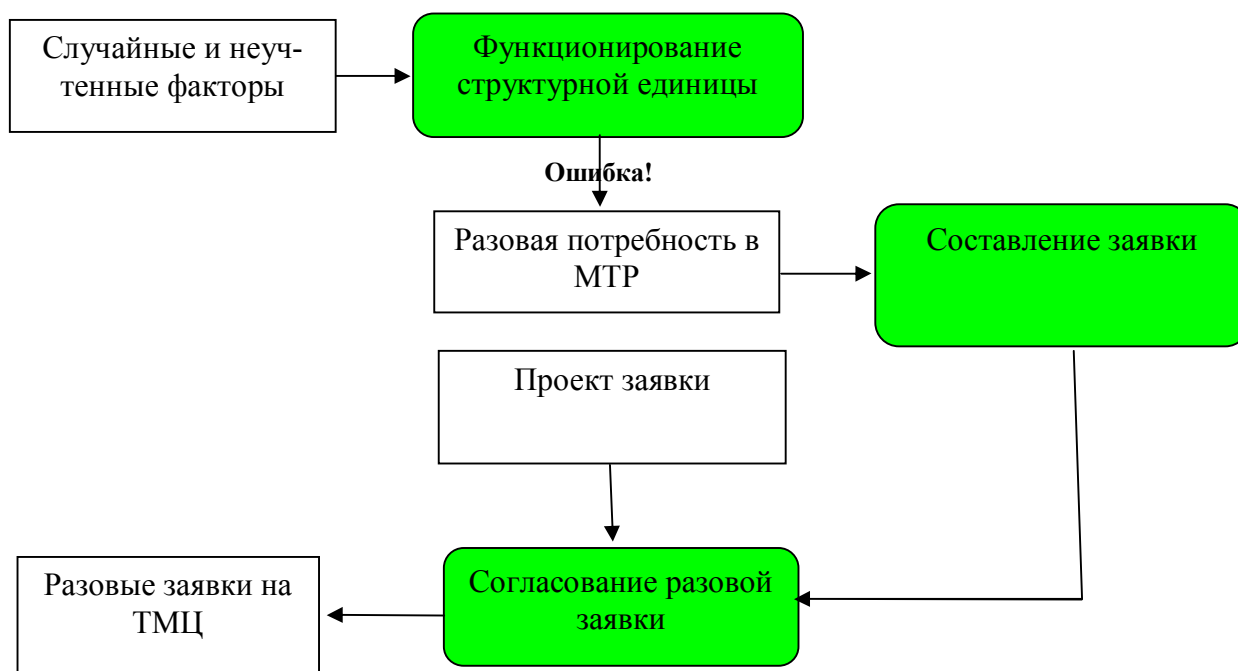 Случайные и неуч-
тенные факторы
Функционирование
структурной единицы
Ошибка!
Разовая потребность в
МТР
Составление заявки
Проект заявки
Разовые заявки на
ТМЦ
Согласование разовой
заявки